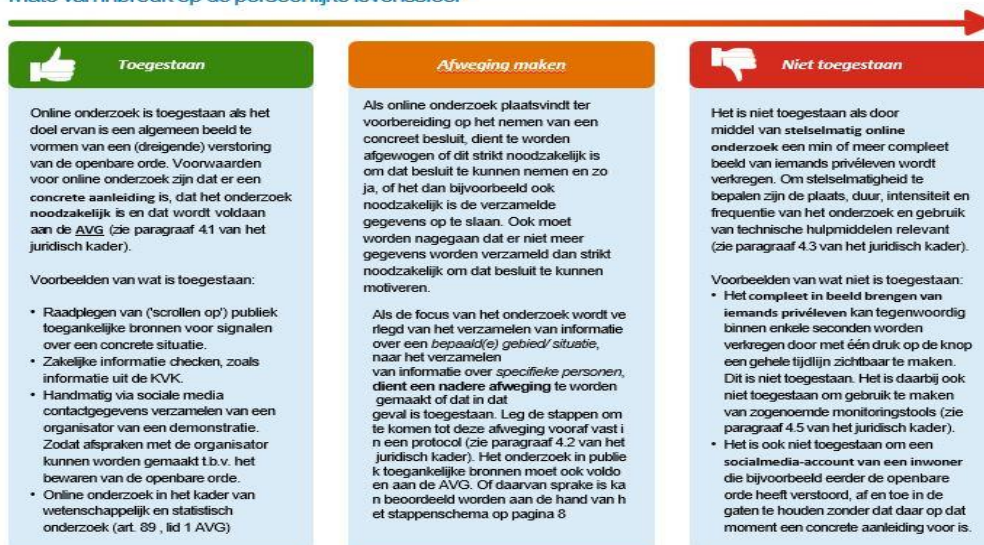 Mate van inbreuk op de persoonlijke levenssfeer
Toegestaan
Online onderzoek is toegestaan als het
doel ervan is een algemeen beeld te
vormen van een (dreigende) verstoring
van de openbare orde. Voorwaarden
voor online onderzoek zijn dat er een
concrete aanleiding is, dat het onderzoek
noodzakelijk is en dat wordt voldaan
aan de AVG (zie paragraaf 4.1 van het
juridisch kader).
Voorbeelden van wat is toegestaan:
• Raadplegen van ('scrollen op') publiek
toegankelijke bronnen voor signalen
over een concrete situatie.
• Zakelijke informatie checken, zoals
informatie uit de KVK.
• Handmatig via sociale media
contactgegevens verzamelen van een
organisator van een demonstratie.
Zodat afspraken met de organisator
kunnen worden gemaakt t.b.v. het
bewaren van de openbare orde.
• Online onderzoek in het kader van
wetenschappelijk en statistisch
onderzoek (art. 89 , lid 1 AVG)
Afweging maken
Als online onderzoek plaatsvindt ter
voorbereiding op het nemen van een
concreet besluit, dient te worden
afgewogen of dit strikt noodzakelijk is
om dat besluit te kunnen nemen en zo
ja, of het dan bijvoorbeeld ook
noodzakelijk is de verzamelde
gegevens op te slaan. Ook moet
worden nagegaan dat er niet meer
gegevens worden verzameld dan strikt
noodzakelijk om dat besluit te kunnen
motiveren.
Als de focus van het onderzoek wordt ve
rlegd van het verzamelen van informatie
over een bepaald(e) gebied/ situatie,
naar het verzamelen
van informatie over specifieke personen,
dient een nadere afweging te worden
gemaakt of dat in dat
geval is toegestaan. Leg de stappen om
te komen tot deze afweging vooraf vast i
n een protocol (zie paragraaf 4.2 van het
juridisch kader). Het onderzoek in publie
k toegankelijke bronnen moet ook voldo
en aan de AVG. Of daarvan sprake is ka
n beoordeeld worden aan de hand van h
et stappenschema op pagina 8
Niet toegestaan
Het is niet toegestaan als door
middel van stelselmatig online
onderzoek een min of meer compleet
beeld van iemands privéleven wordt
verkregen. Om stelselmatigheid te
bepalen zijn de plaats, duur, intensiteit en
frequentie van het onderzoek en gebruik
van technische hulpmiddelen relevant
(zie paragraaf 4.3 van het juridisch kader).
Voorbeelden van wat niet is toegestaan:
• Het compleet in beeld brengen van
iemands privéleven kan tegenwoordig
binnen enkele seconden worden
verkregen door met één druk op de knop
een gehele tijdlijn zichtbaar te maken.
Dit is niet toegestaan. Het is daarbij ook
niet toegestaan om gebruik te maken
van zogenoemde monitoringstools (zie
paragraaf 4.5 van het juridisch kader).
• Het is ook niet toegestaan om een
socialmedia-account van een inwoner
die bijvoorbeeld eerder de openbare
orde heeft verstoord, af en toe in de
gaten te houden zonder dat daar op dat
moment een concrete aanleiding voor is.